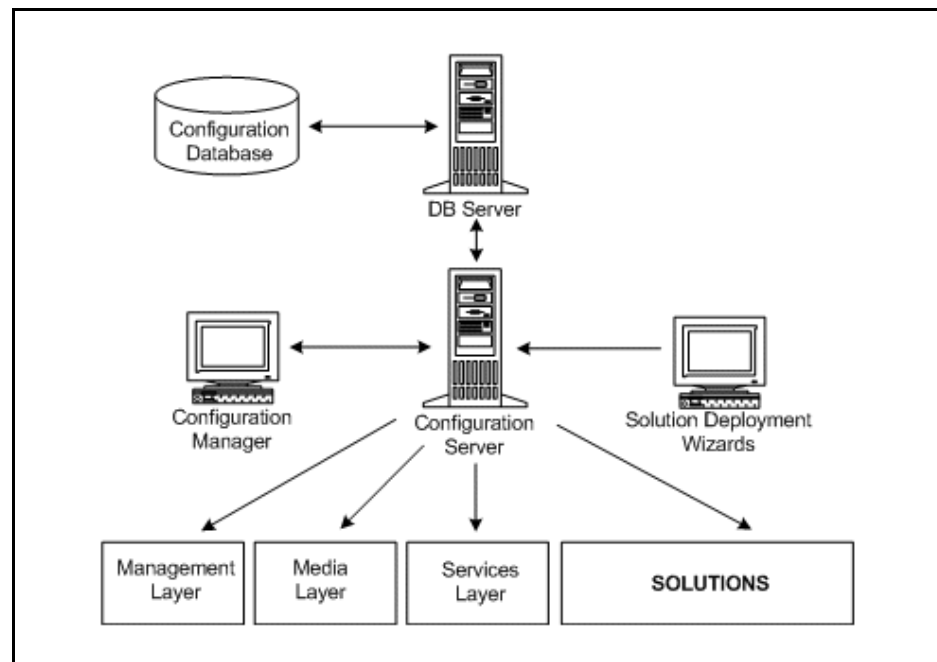 Configuration
Database
DB Server
Configuration
Manager
Configuration
Server
Solution Deployment
Wizards
Management
Layer
Media
Layer
Services
Layer
SOLUTIONS